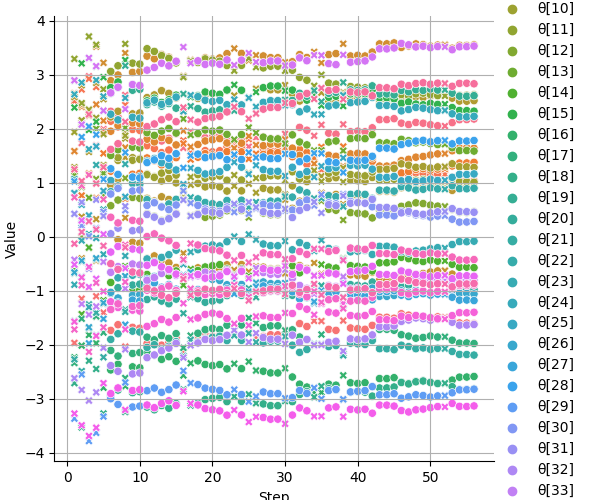 4
3
2
1
0
−1
−2
−3
−4
Value
0
10
20
30
40
50
Step
θ[10]
θ[11]
θ[12]
θ[13]
θ[14]
θ[15]
θ[16]
θ[17]
θ[18]
θ[19]
θ[20]
θ[21]
θ[22]
θ[23]
θ[24]
θ[25]
θ[26]
θ[27]
θ[28]
θ[29]
θ[30]
θ[31]
θ[32]
θ[33]